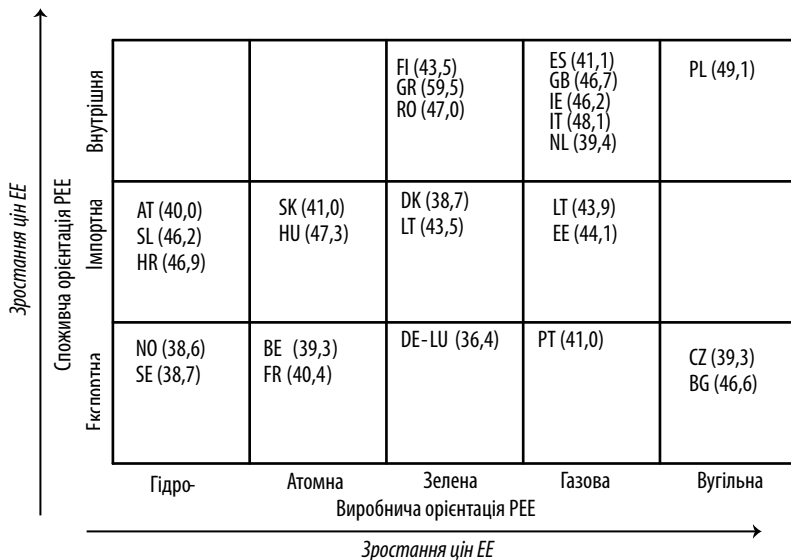 Зростання цін ЕЕ
Споживча орієнтація РЕЕ
Внутрішня
FI (43,5)
GR (59,5)
RO (47,0)
ES (41,1)
GB (46,7)
IE (46,2)
IT (48,1)
NL (39,4)
PL (49,1)
Імпортна
AT (40,0)
SL (46,2)
HR (46,9)
SK (41,0)
HU (47,3)
DK (38,7)
LT (43,5)
LT (43,9)
EE (44,1)
Експортна
NO (38,6)
SE (38,7)
BE (39,3)
FR (40,4)
DE-LU (36,4)
PT (41,0)
CZ (39,3)
BG (46,6)
Гідро-
Атомна
Зелена
Газова
Вугільна
Виробнича орієнтація РЕЕ
Зростання цін ЕЕ